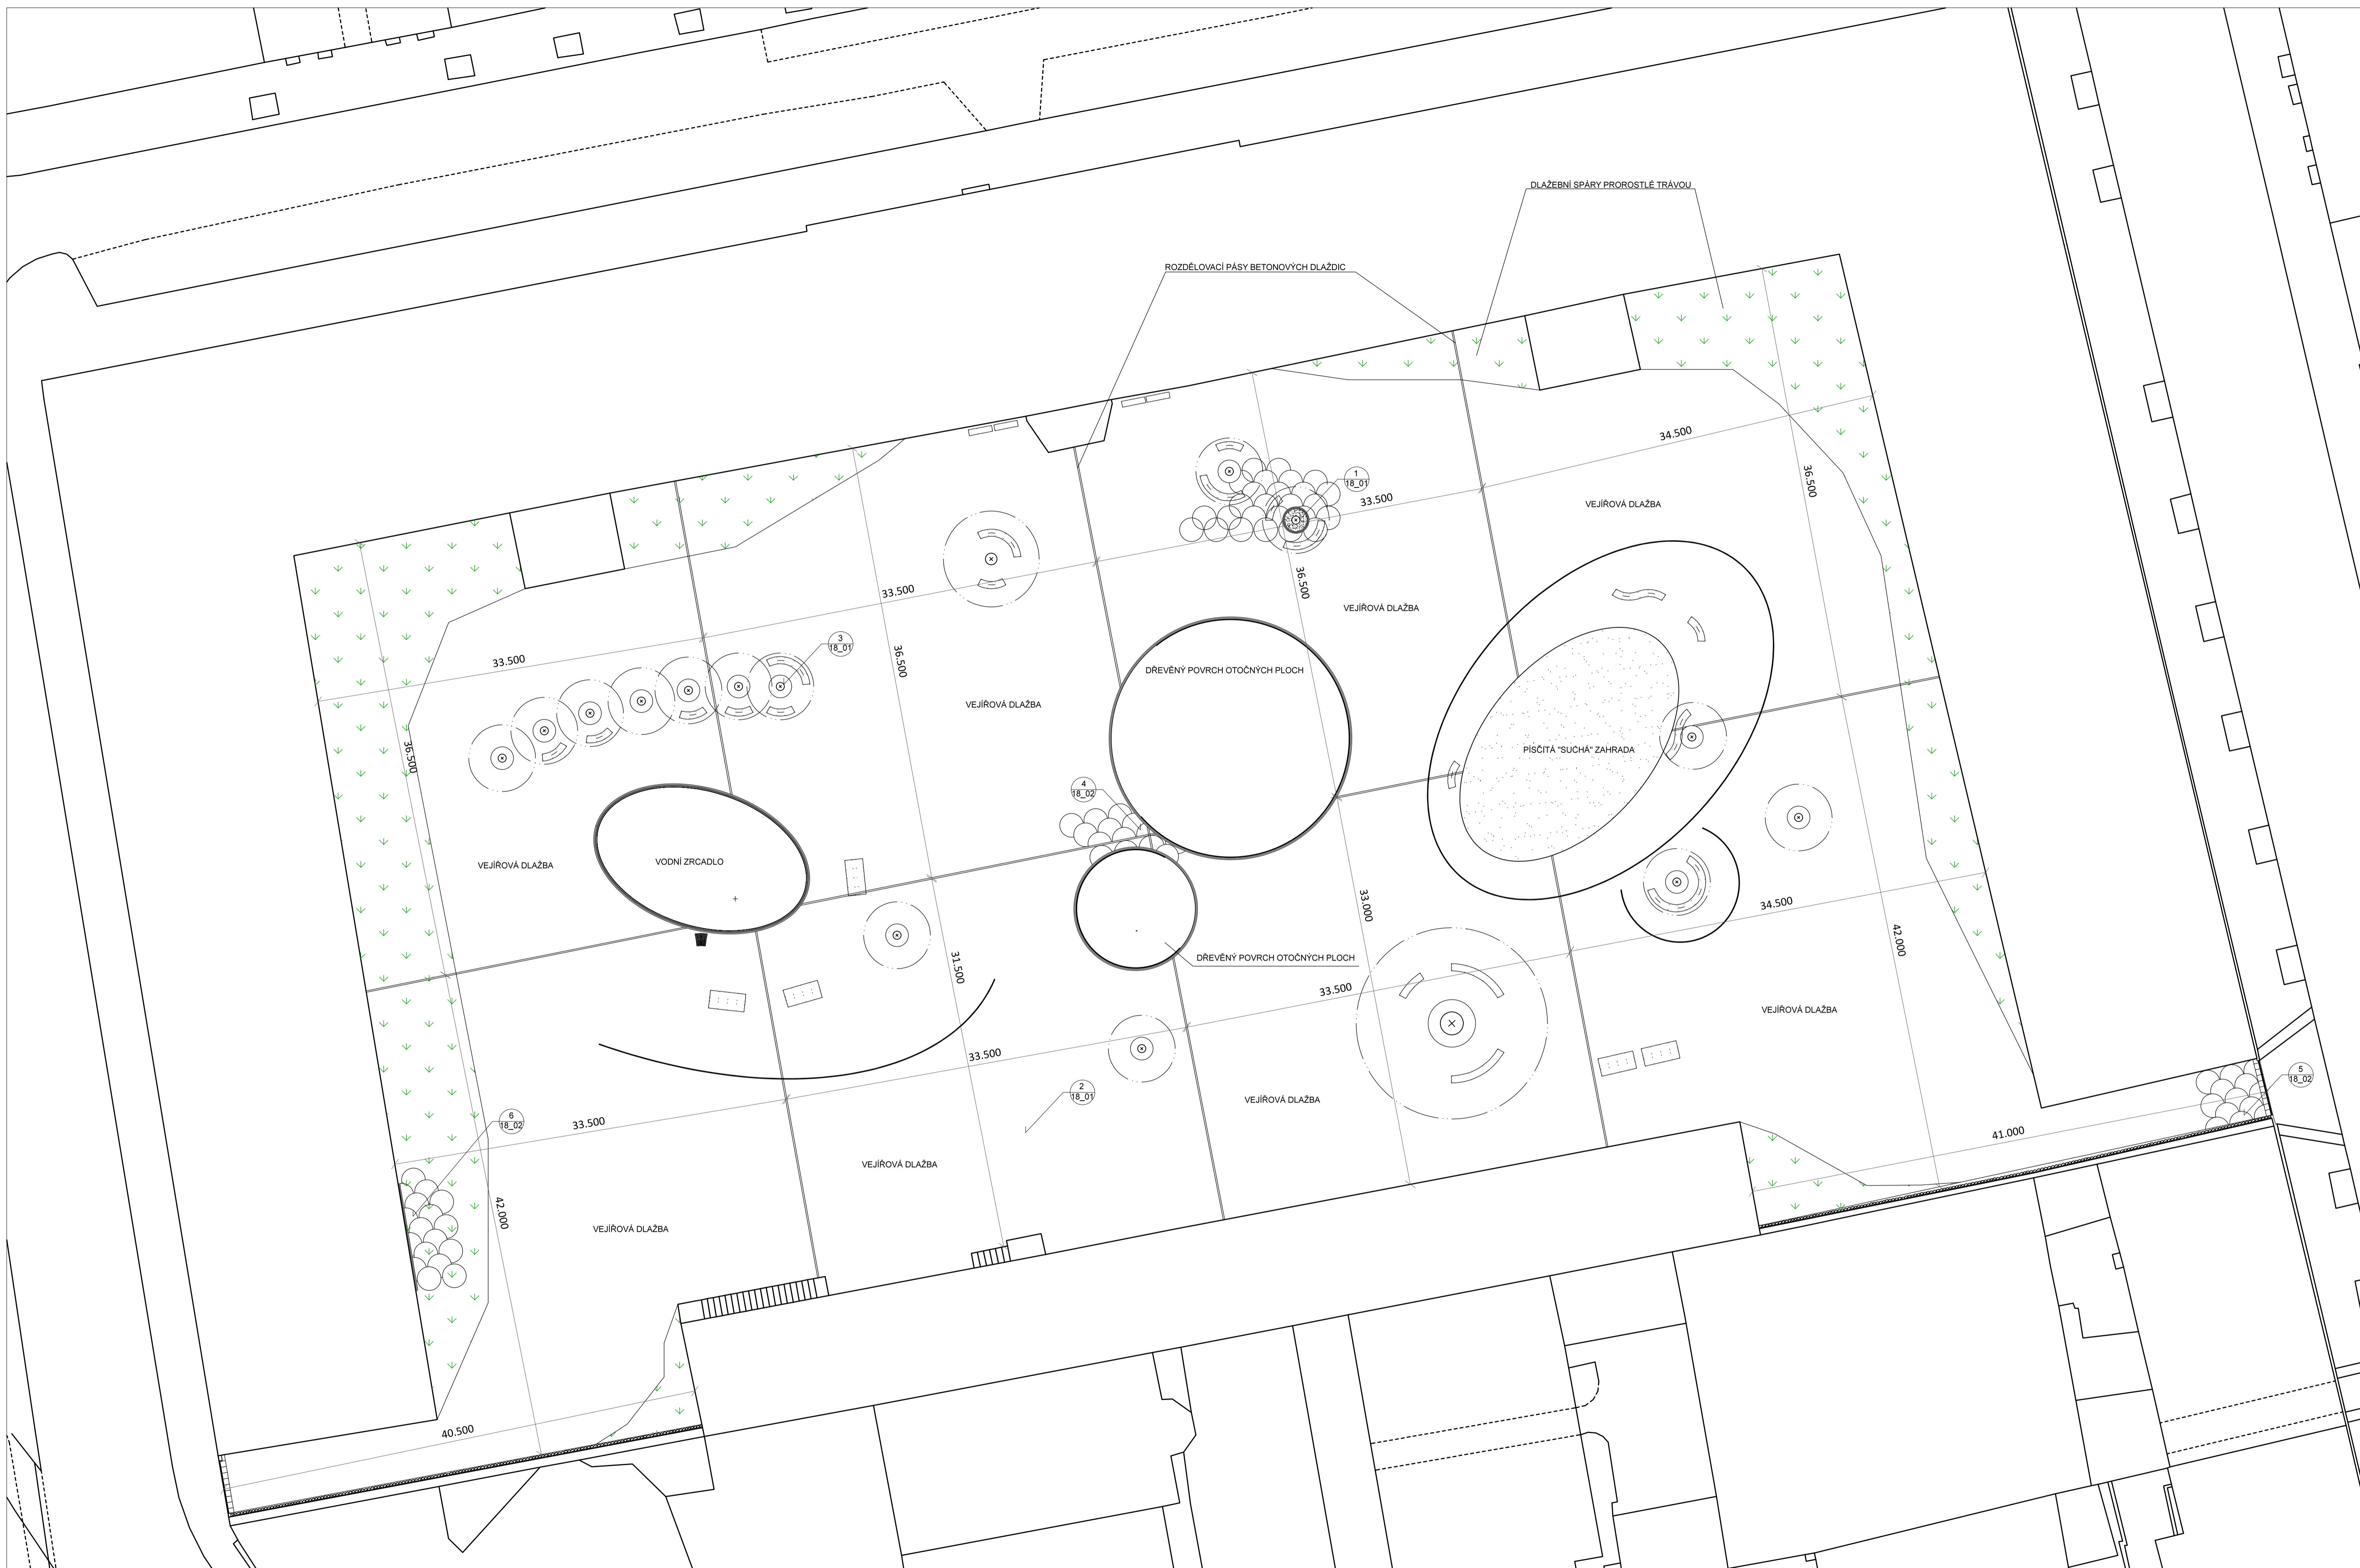 DLAŽEBNÍ SPÁRY PROROSTLÉ TRÁVOU
ROZDĚLOVACÍ PÁSY BETONOVÝCH DLAŽDIC
34.500
36.500
1
18_01
33.500
VEJÍŘOVÁ DLAŽBA
36.500
33.500
VEJÍŘOVÁ DLAŽBA
3
18_01
36.500
33.500
DŘEVĚNÝ POVRCH OTOČNÝCH PLOCH
VEJÍŘOVÁ DLAŽBA
36.500
PÍSČITÁ "SUCHÁ" ZAHRADA
4
18_02
VEJÍŘOVÁ DLAŽBA
VODNÍ ZRCADLO
33.000
34.500
42.000
DŘEVĚNÝ POVRCH OTOČNÝCH PLOCH
31.500
33.500
VEJÍŘOVÁ DLAŽBA
33.500
5
18_02
2
18_01
VEJÍŘOVÁ DLAŽBA
6
18_02
33.500
41.000
VEJÍŘOVÁ DLAŽBA
42.000
VEJÍŘOVÁ DLAŽBA
40.500